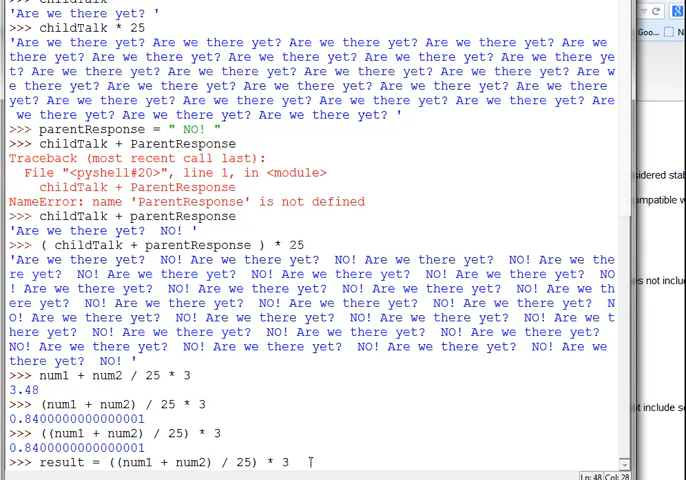 childTalk
'Are we there yet? '
>>> childTalk * 25
'Are we there yet? Are we there yet? Are we there yet? Are we there yet? Are we
there yet? Are we there yet? Are we there yet? Are we there yet? Are we there ye
t? Are we there yet? Are we there yet? Are we there yet? Are we there yet? Are w
e there yet? Are we there yet? Are we there yet? Are we there yet? Are we there
yet? Are we there yet? Are we there yet? Are we there yet? Are we there yet? Are
we there yet? Are we there yet? Are we there yet? '
>>> parentResponse = " NO! "
>>> childTalk + ParentResponse
Traceback (most recent call last):
File "<pyshell#20>", line 1, in <module>
childTalk + ParentResponse
NameError: name 'ParentResponse' is not defined
>>> childTalk + parentResponse
'Are we there yet?  NO! '
>>> ( childTalk + parentResponse ) * 25
'Are we there yet?  NO! Are we there yet?  NO! Are we there yet?  NO! Are we the
re yet?  NO! Are we there yet?  NO! Are we there yet?  NO! Are we there yet?  NO
! Are we there yet?  NO! Are we there yet?  NO! Are we there yet?  NO! Are we th
ere yet?  NO! Are we there yet?  NO! Are we there yet?  NO! Are we there yet?  N
O! Are we there yet?  NO! Are we there yet?  NO! Are we there yet?  NO! Are we t
here yet?  NO! Are we there yet?  NO! Are we there yet?  NO! Are we there yet?
NO! Are we there yet?  NO! Are we there yet?  NO! Are we there yet?  NO! Are we
there yet?  NO! '
>>> num1 + num2 / 25 * 3
3.48
>>> (num1 + num2) / 25 * 3
0.8400000000000001
>>> ((num1 + num2) / 25) * 3
0.8400000000000001
>>> result = ((num1 + num2) / 25) * 3
Ln: 48 Col: 28
Goo...
sidered stab
mpatible w
es not inclu
ot include s